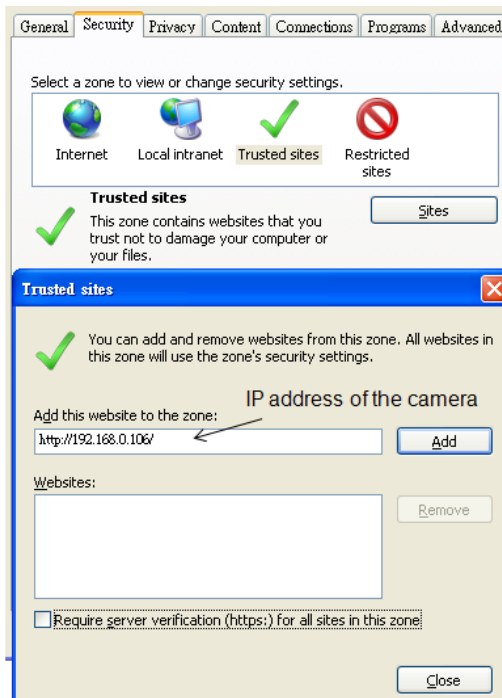 General Security Privacy Content Connections Programs Advanced
Select a zone to view or change security settings.
Internet Local intranet Trusted sites Restricted
sites
Trusted sites
Sites
This zone contains websites that you
trust not to damage your computer or
your files.
Trusted sites
You can add and remove websites from this zone. All websites in
this zone will use the zone's security settings.
IP address of the camera
Add this website to the zone:
http://192.168.0.106/
Add
Websites:
Remove
Require server verification (https:) for all sites in this zone
Close